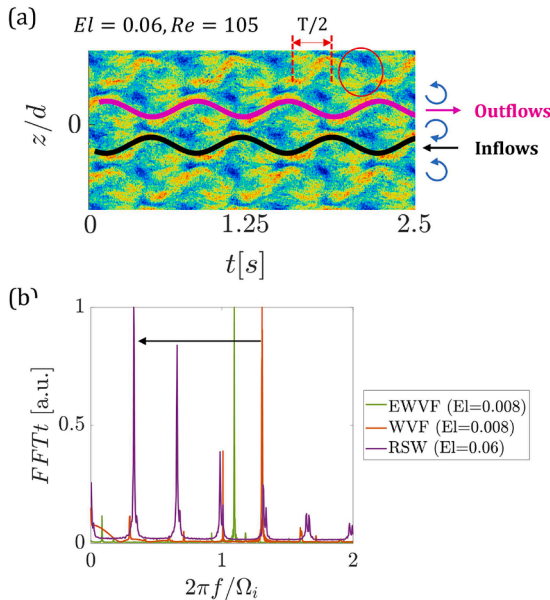 (a)
El = 0.06, Re = 105
T/2
z/d
0
Outflows
Inflows
0
1.25
2.5
t[s]
(b)
1
0.5
0
FFTt [a.u.]
0
1
2
2πf/Ωᵢ
EWVF (El=0.008)
WVF (El=0.008)
RSW (El=0.06)